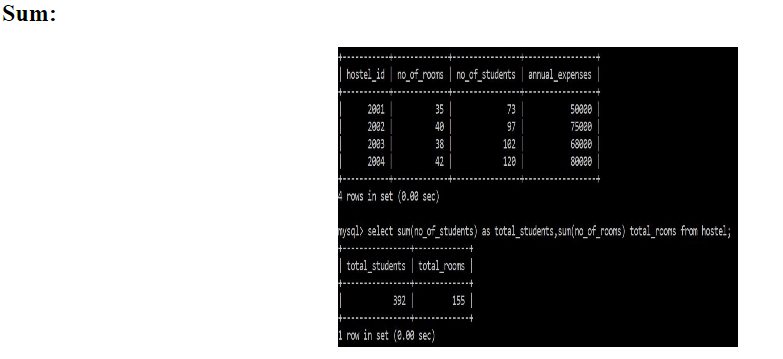 Sum:
| hostel_id | no_of_rooms | no_of_students | annual_expenses |
| 2001 | 35 | 73 | 50000 |
| 2002 | 40 | 97 | 75000 |
| 2003 | 38 | 102 | 68000 |
| 2004 | 42 | 120 | 80000 |
4 rows in set (0.00 sec)
mysql> select sum(no_of_students) as total_students,sum(no_of_rooms) total_rooms from hostel;
| total_students | total_rooms |
| 392 | 155 |
1 row in set (0.00 sec)